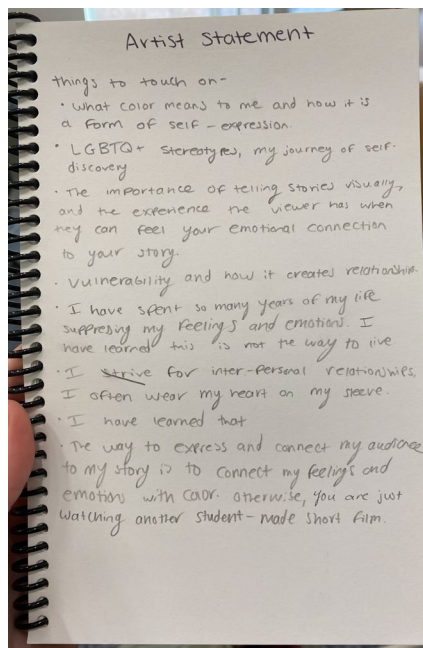 Artist Statement
things to touch on-
· what color means to me and how it is
a form of self-expression.
· LGBTQ+ stereotypes, my journey of self-
discovery
· The importance of telling stories visually,
and the experience the viewer has when
they can feel your emotional connection
to your story.
· vulnerability and how it creates relationships.
· I have spent so many years of my life
suppresing my feelings and emotions. I
have learned this is not the way to live
· I strive for inter-personal relationships,
I often wear my heart on my sleeve.
· I have learned that
· The way to express and connect my audience
to my story is to connect my feelings and
emotions with color. otherwise, you are just
watching another student-made short film.